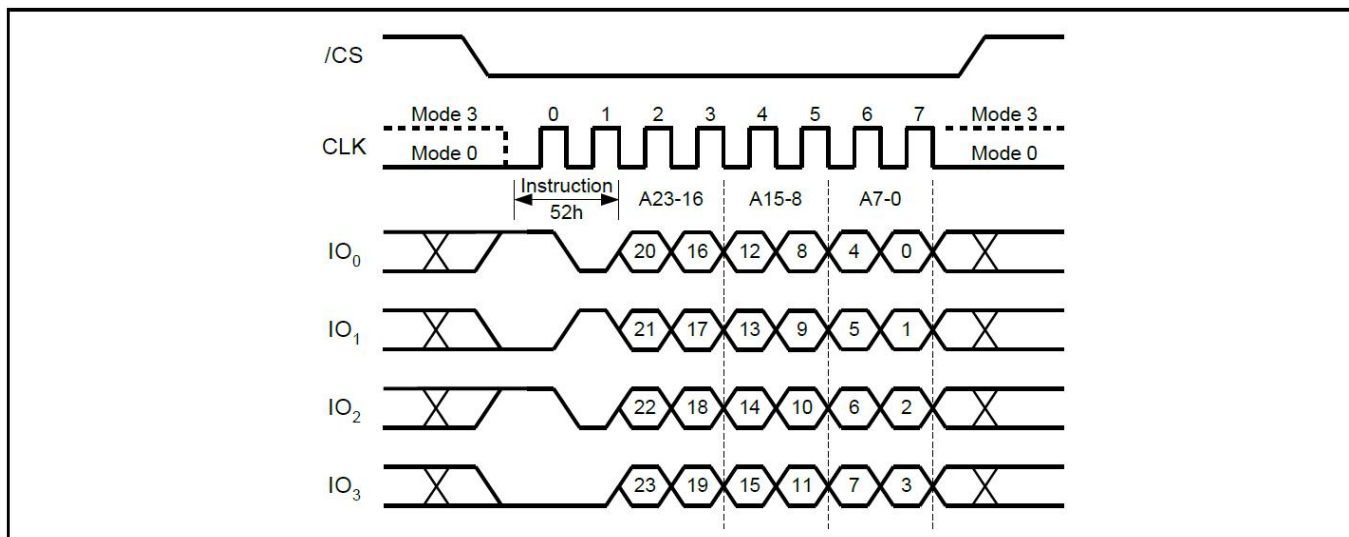 /CS
Mode 3 0 1 2 3 4 5 6 7 Mode 3
CLK
Mode 0 Mode 0
Instruction
52h
A23-16 A15-8 A7-0
IO0 20 16 12 8 4 0
IO1 21 17 13 9 5 1
IO2 22 18 14 10 6 2
IO3 23 19 15 11 7 3